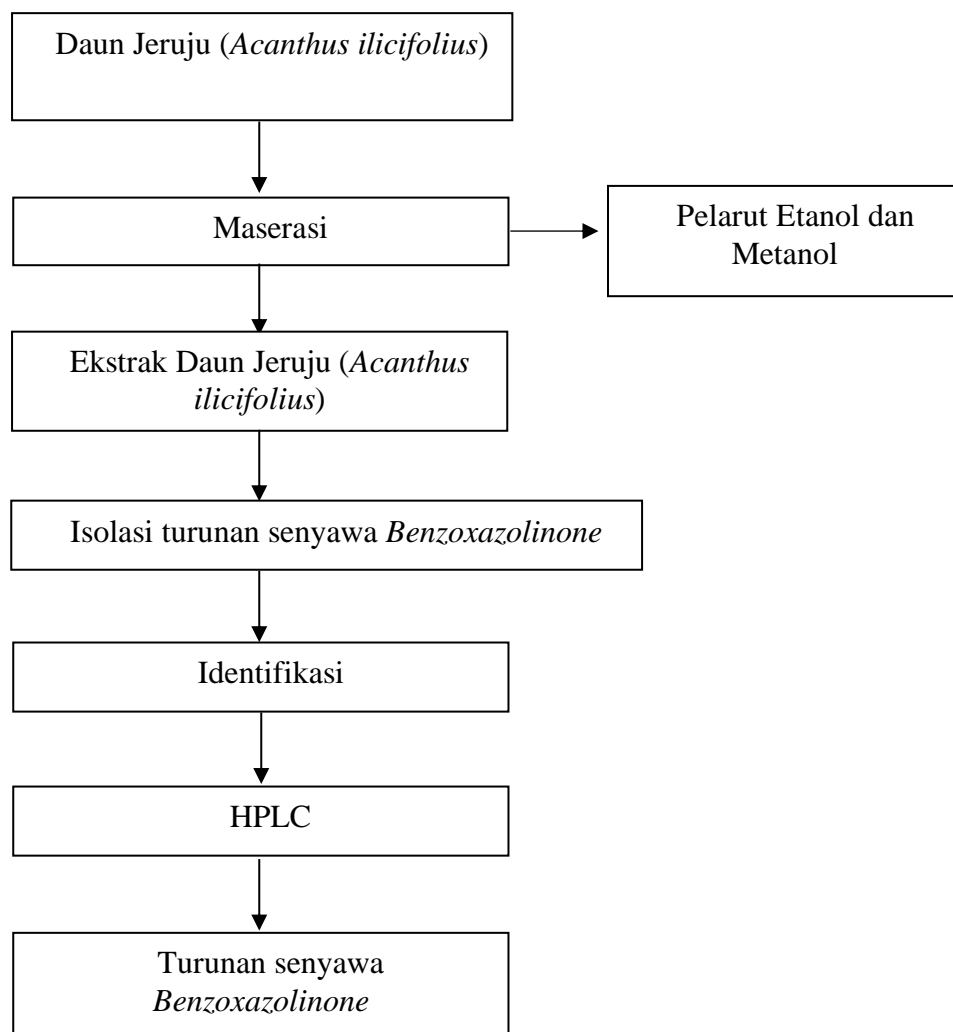 Daun Jeruju (Acanthus ilicifolius)
Maserasi
Pelarut Etanol dan
Metanol
Ekstrak Daun Jeruju (Acanthus
ilicifolius)
Isolasi turunan senyawa Benzoxazolinone
Identifikasi
HPLC
Turunan senyawa
Benzoxazolinone